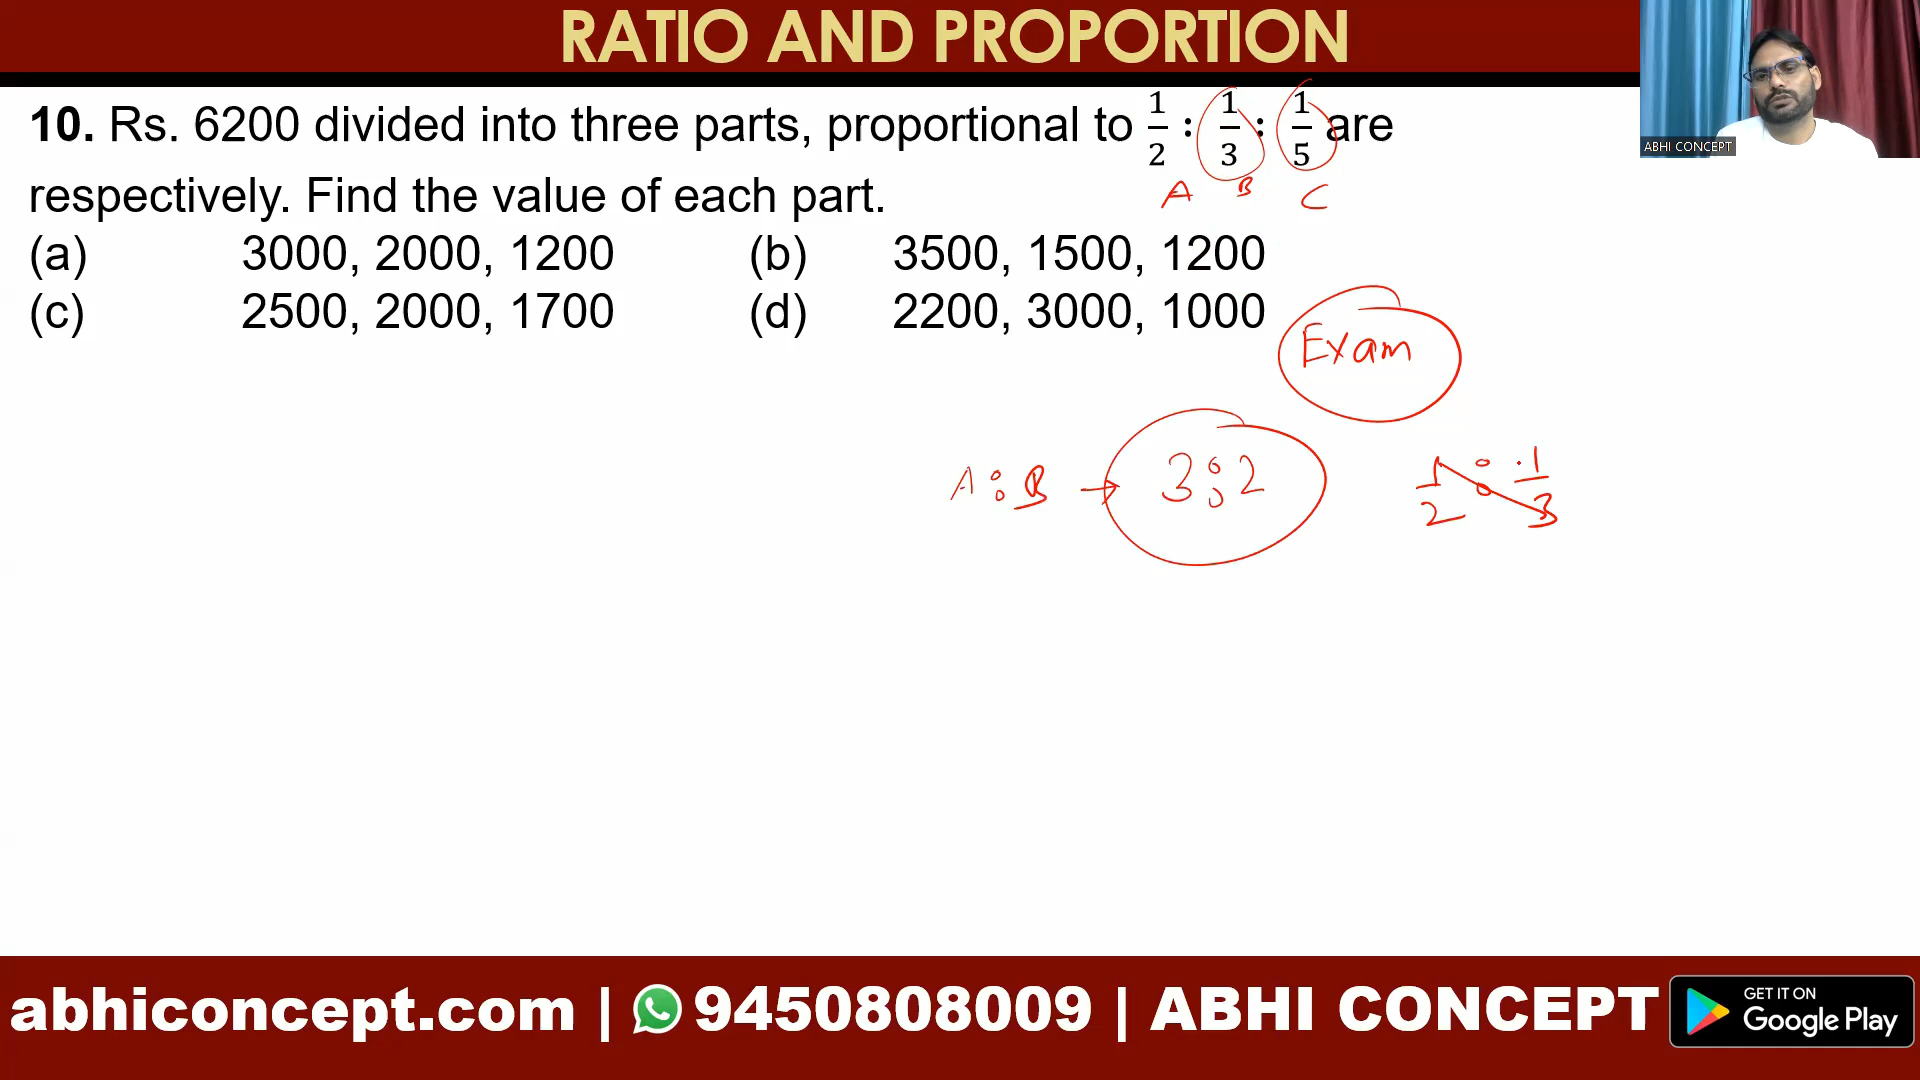 RATIO AND PROPORTION
ABHI CONCEPT
10. Rs. 6200 divided into three parts, proportional to 1/2 : 1/3 : 1/5 are
A B C
respectively. Find the value of each part.
(a) 3000, 2000, 1200 (b) 3500, 1500, 1200
(c) 2500, 2000, 1700 (d) 2200, 3000, 1000
Exam
A : B → 3 : 2 1/2 : 1/3
abhiconcept.com | 9450808009 | ABHI CONCEPT
GET IT ON
Google Play